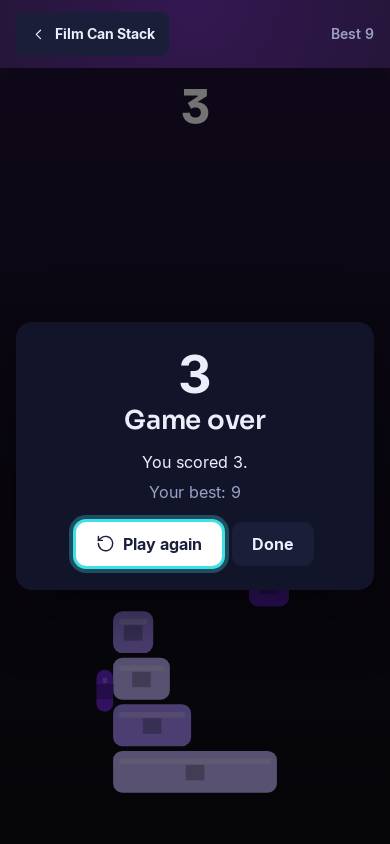 Film Can Stack
Best 9
3
3
Game over
You scored 3.
Your best: 9
Play again
Done